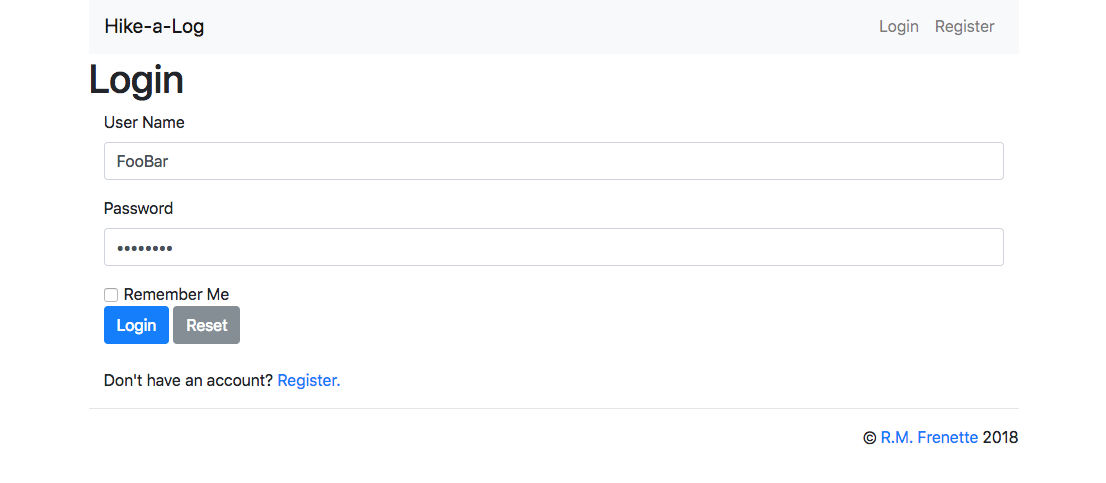 Hike-a-Log Login Register
Login
User Name
FooBar
Password
••••••••
Remember Me
Login Reset
Don't have an account? Register.
© R.M. Frenette 2018